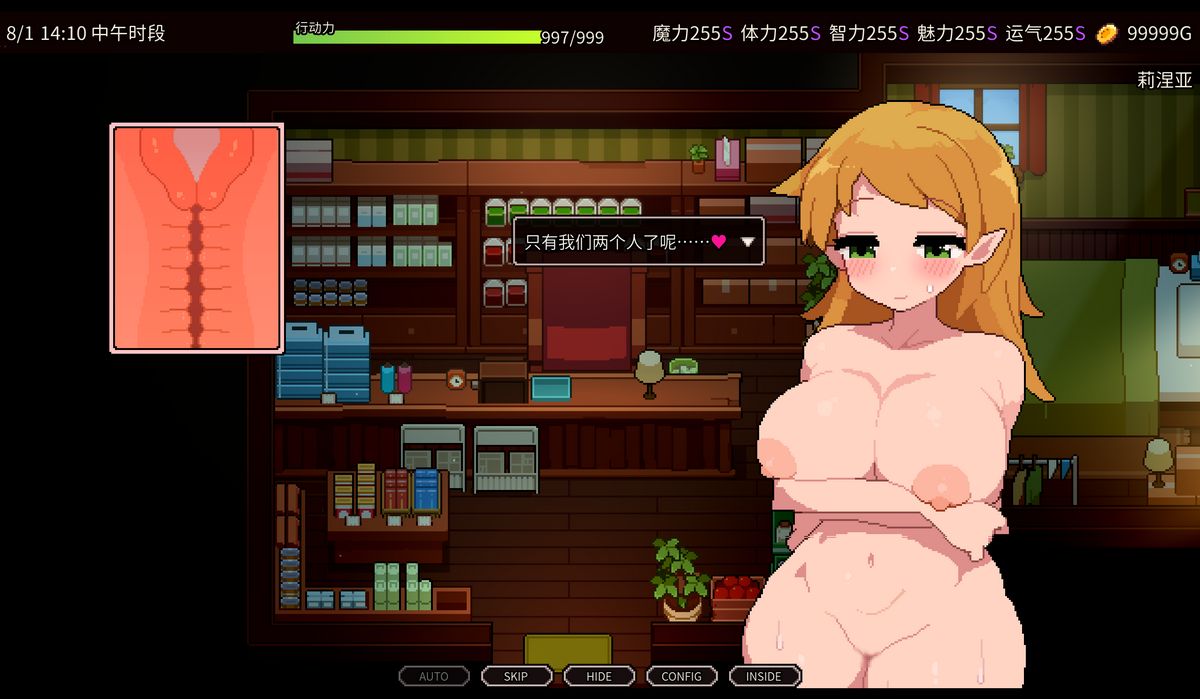 8/1 14:10 中午时段
行动力
997/999
魔力255S 体力255S 智力255S 魅力255S 运气255S 99999G
莉涅亚
只有我们两个人了呢……♥
AUTO SKIP HIDE CONFIG INSIDE